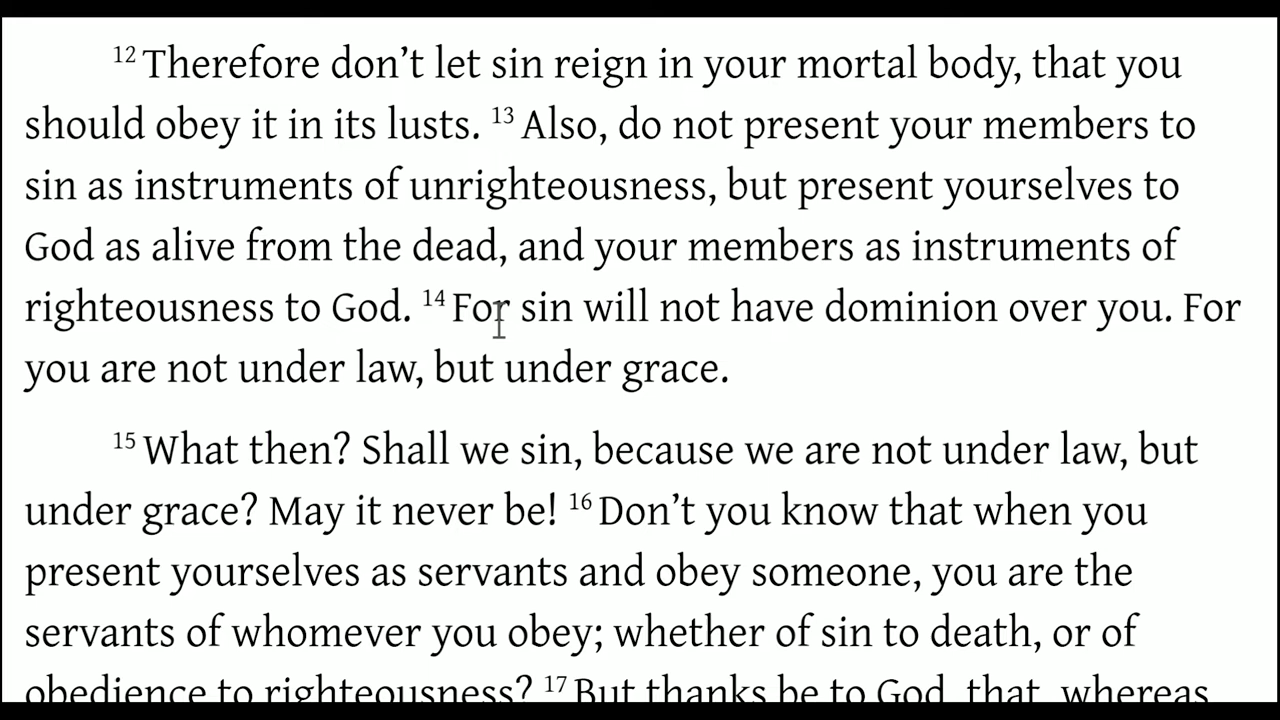 12 Therefore don’t let sin reign in your mortal body, that you
should obey it in its lusts. 13 Also, do not present your members to
sin as instruments of unrighteousness, but present yourselves to
God as alive from the dead, and your members as instruments of
righteousness to God. 14 For sin will not have dominion over you. For
you are not under law, but under grace.
15 What then? Shall we sin, because we are not under law, but
under grace? May it never be! 16 Don’t you know that when you
present yourselves as servants and obey someone, you are the
servants of whomever you obey; whether of sin to death, or of
obedience to righteousness? 17 But thanks be to God, that, whereas